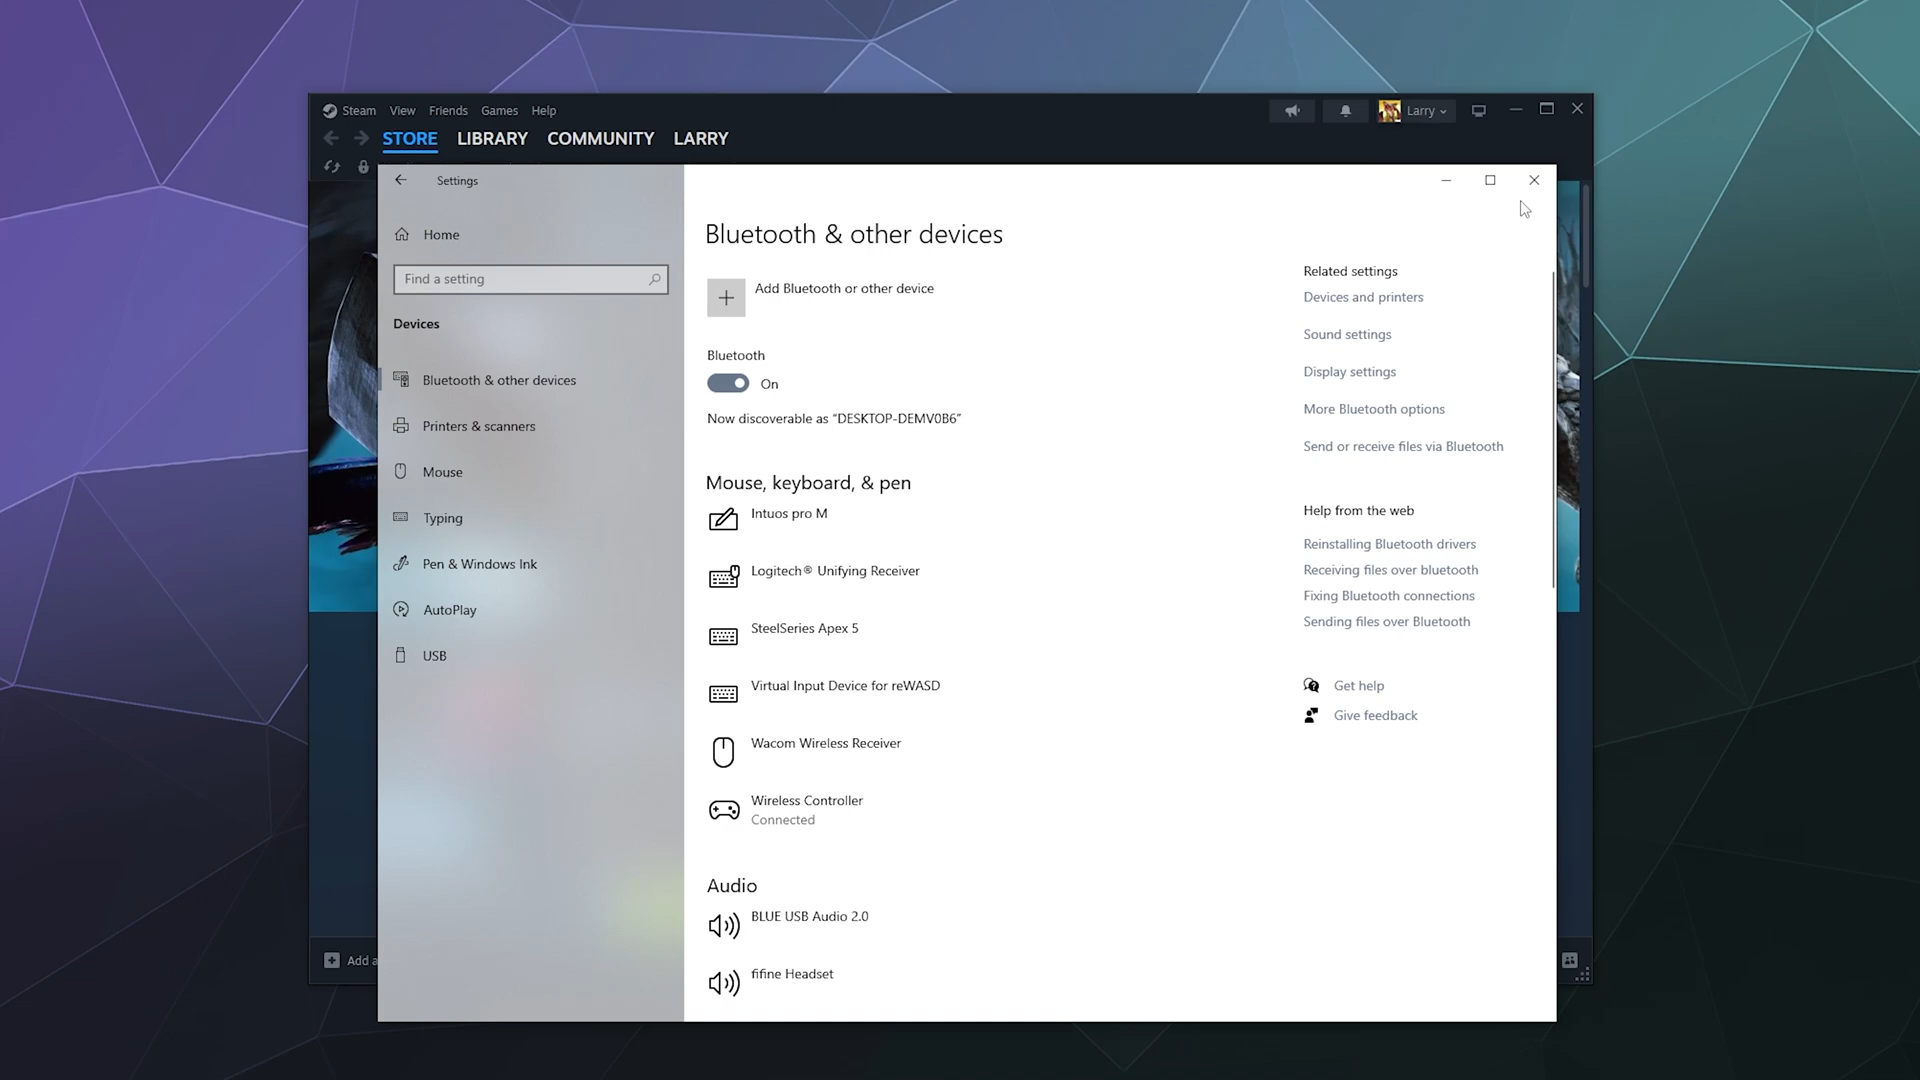 Steam View Friends Games Help
Larry
STORE LIBRARY COMMUNITY LARRY
Settings
Home
Find a setting
Devices
Bluetooth & other devices
Printers & scanners
Mouse
Typing
Pen & Windows Ink
AutoPlay
USB
Bluetooth & other devices
Add Bluetooth or other device
Bluetooth
On
Now discoverable as “DESKTOP-DEMV0B6”
Mouse, keyboard, & pen
Intuos pro M
Logitech® Unifying Receiver
SteelSeries Apex 5
Virtual Input Device for reWASD
Wacom Wireless Receiver
Wireless Controller
Connected
Audio
BLUE USB Audio 2.0
fifine Headset
Related settings
Devices and printers
Sound settings
Display settings
More Bluetooth options
Send or receive files via Bluetooth
Help from the web
Reinstalling Bluetooth drivers
Receiving files over bluetooth
Fixing Bluetooth connections
Sending files over Bluetooth
Get help
Give feedback
Add a